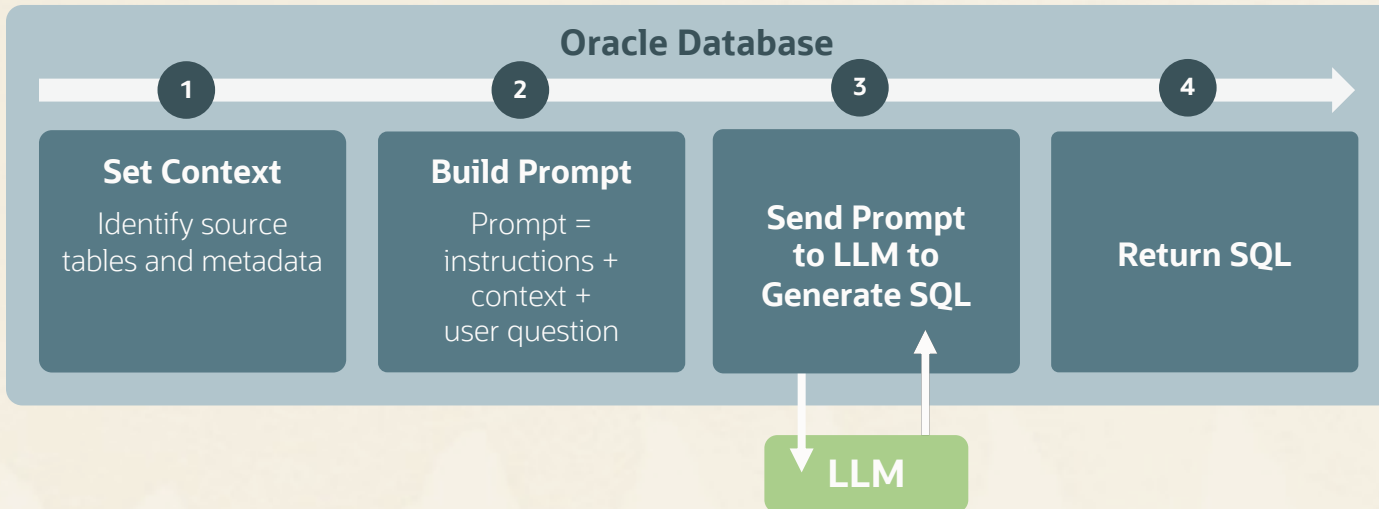 Oracle Database
1
2
3
4
Set Context
Identify source
tables and metadata
Build Prompt
Prompt =
instructions +
context +
user question
Send Prompt
to LLM to
Generate SQL
Return SQL
LLM